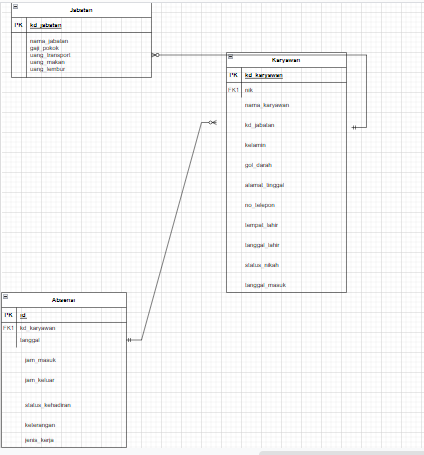 Jabatan
PK kd_jabatan
nama_jabatan
gaji_pokok
uang_transport
uang_makan
uang_lembur
Karyawan
PK kd_karyawan
FK1 nik
nama_karyawan
kd_jabatan
kelamin
gol_darah
alamat_tinggal
no_telepon
tempat_lahir
tanggal_lahir
status_nikah
tanggal_masuk
Absensi
PK id
FK1 kd_karyawan
tanggal
jam_masuk
jam_keluar
status_kehadiran
keterangan
jenis_kerja